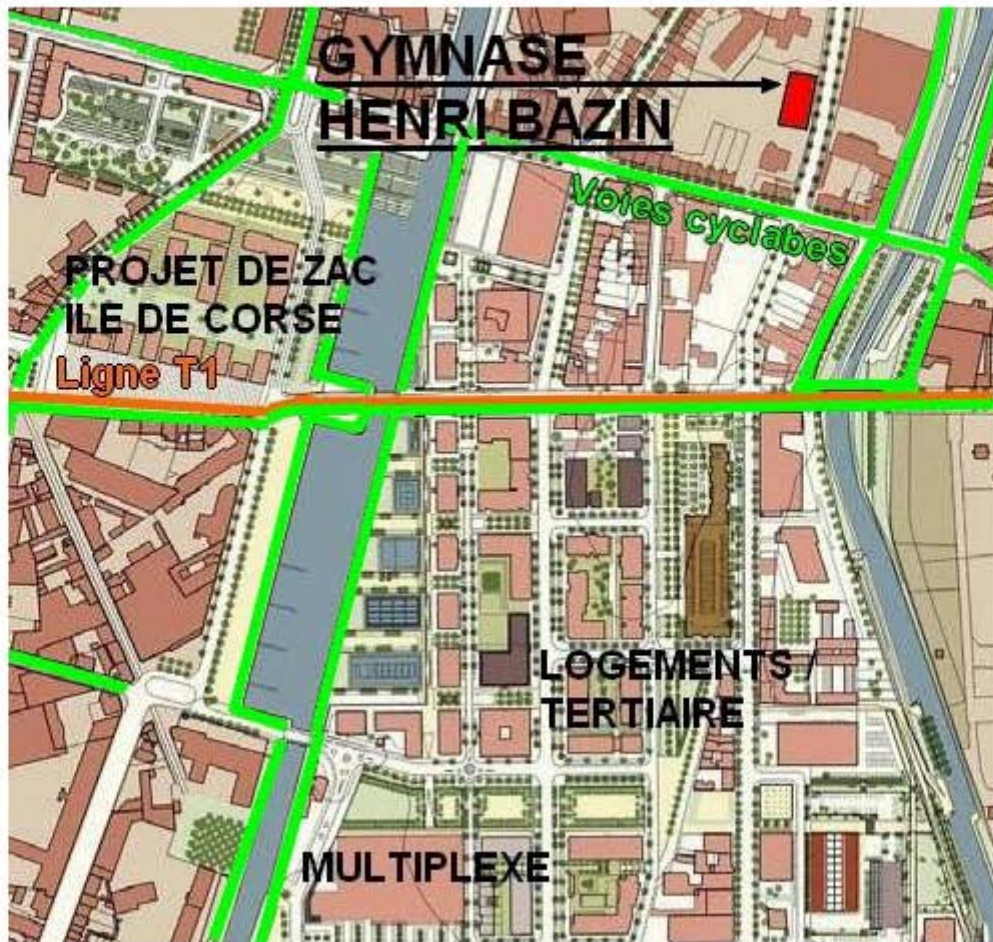 GYMNASE
HENRI BAZIN
Voies cyclabes
PROJET DE ZAC
ILE DE CORSE
Ligne T1
LOGEMENTS /
TERTIAIRE
MULTIPLEXE